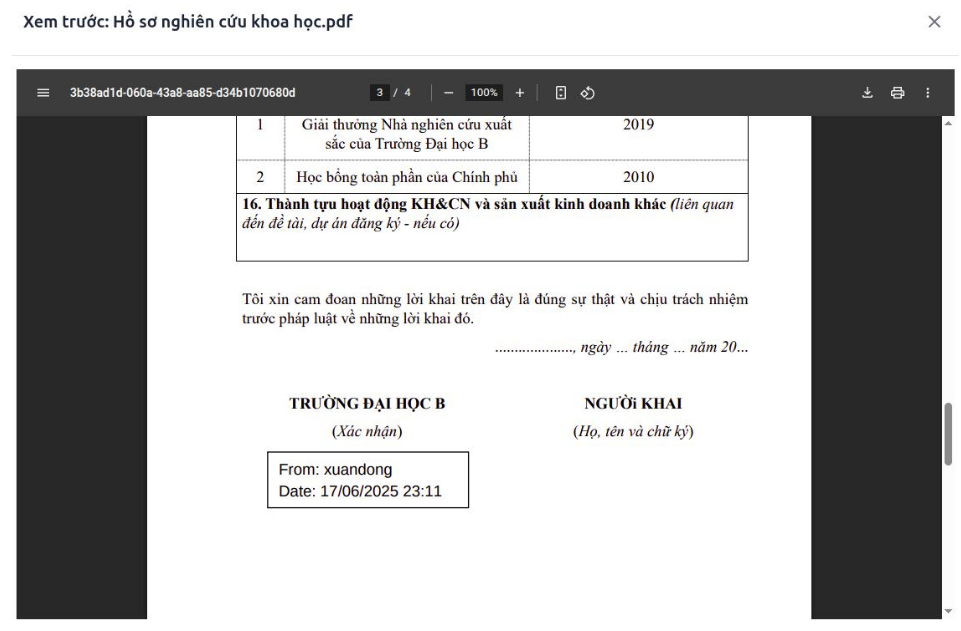 Xem trước: Hồ sơ nghiên cứu khoa học.pdf
3b38ad1d-060a-43a8-aa85-d34b1070680d 3 / 4 100%
1 Giải thưởng Nhà nghiên cứu xuất 2019
sắc của Trường Đại học B
2 Học bổng toàn phần của Chính phủ 2010
16. Thành tựu hoạt động KH&CN và sản xuất kinh doanh khác (liên quan
đến đề tài, dự án đăng ký - nếu có)
Tôi xin cam đoan những lời khai trên đây là đúng sự thật và chịu trách nhiệm
trước pháp luật về những lời khai đó.
...................., ngày ... tháng ... năm 20...
TRƯỜNG ĐẠI HỌC B NGƯỜi KHAI
(Xác nhận) (Họ, tên và chữ ký)
From: xuandong
Date: 17/06/2025 23:11